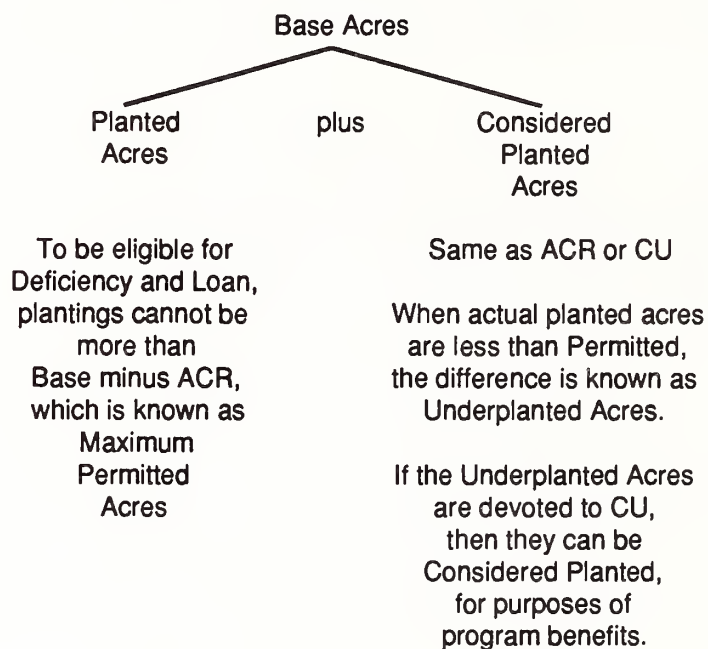 Base Acres
Planted
Acres
plus
Considered
Planted
Acres
To be eligible for
Deficiency and Loan,
plantings cannot be
more than
Base minus ACR,
which is known as
Maximum
Permitted
Acres
Same as ACR or CU
When actual planted acres
are less than Permitted,
the difference is known as
Underplanted Acres.
If the Underplanted Acres
are devoted to CU,
then they can be
Considered Planted,
for purposes of
program benefits.